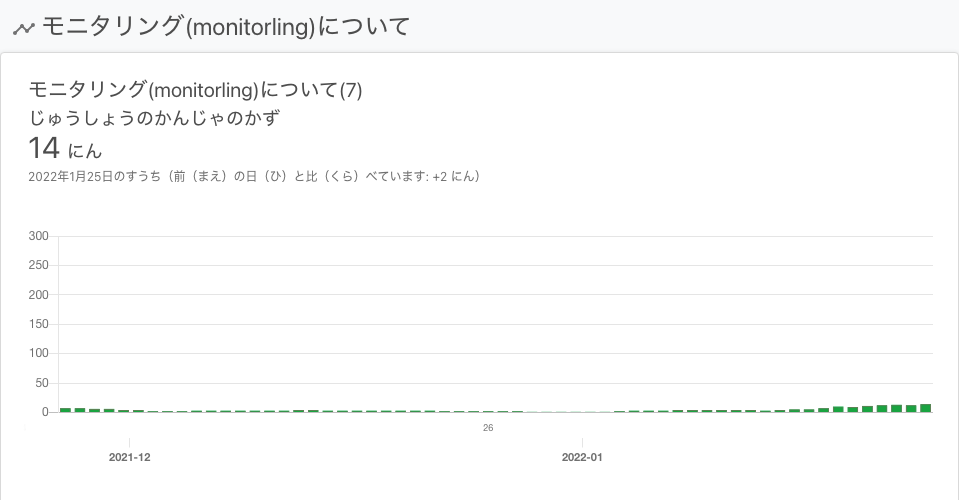 モニタリング(monitorling)について
モニタリング(monitorling)について(7)
じゅうしょうのかんじゃのかず
14 にん
2022年1月25日のすうち（前（まえ）の日（ひ）と比（くら）べています: +2 にん）
300
250
200
150
100
50
0
26
2021-12
2022-01